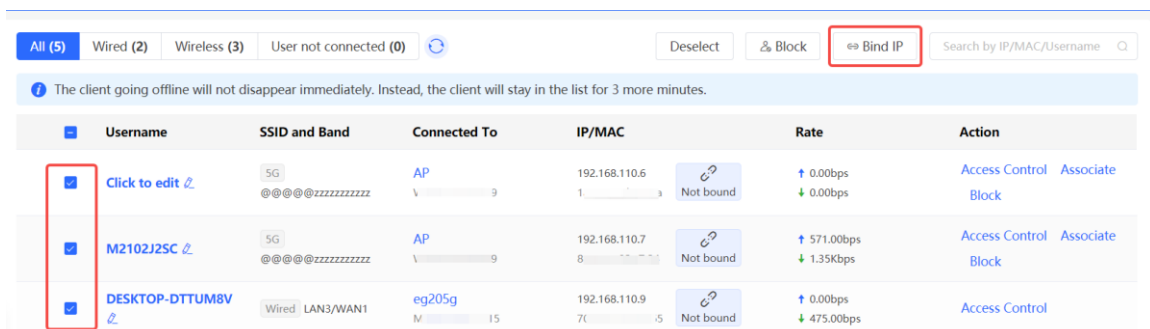 All (5) Wired (2) Wireless (3) User not connected (0) Deselect Block Bind IP Search by IP/MAC/Username
The client going offline will not disappear immediately. Instead, the client will stay in the list for 3 more minutes.
Username SSID and Band Connected To IP/MAC Rate Action
Click to edit 5G @@@@@zzzzzzzzzzz AP 9 192.168.110.6 Not bound ↑ 0.00bps ↓ 0.00bps Access Control Associate Block
M2102J2SC 5G @@@@@zzzzzzzzzzz AP 9 192.168.110.7 8 Not bound ↑ 571.00bps ↓ 1.35Kbps Access Control Associate Block
DESKTOP-DTTUM8V Wired LAN3/WAN1 eg205g M 15 192.168.110.9 Not bound ↑ 0.00bps ↓ 475.00bps Access Control